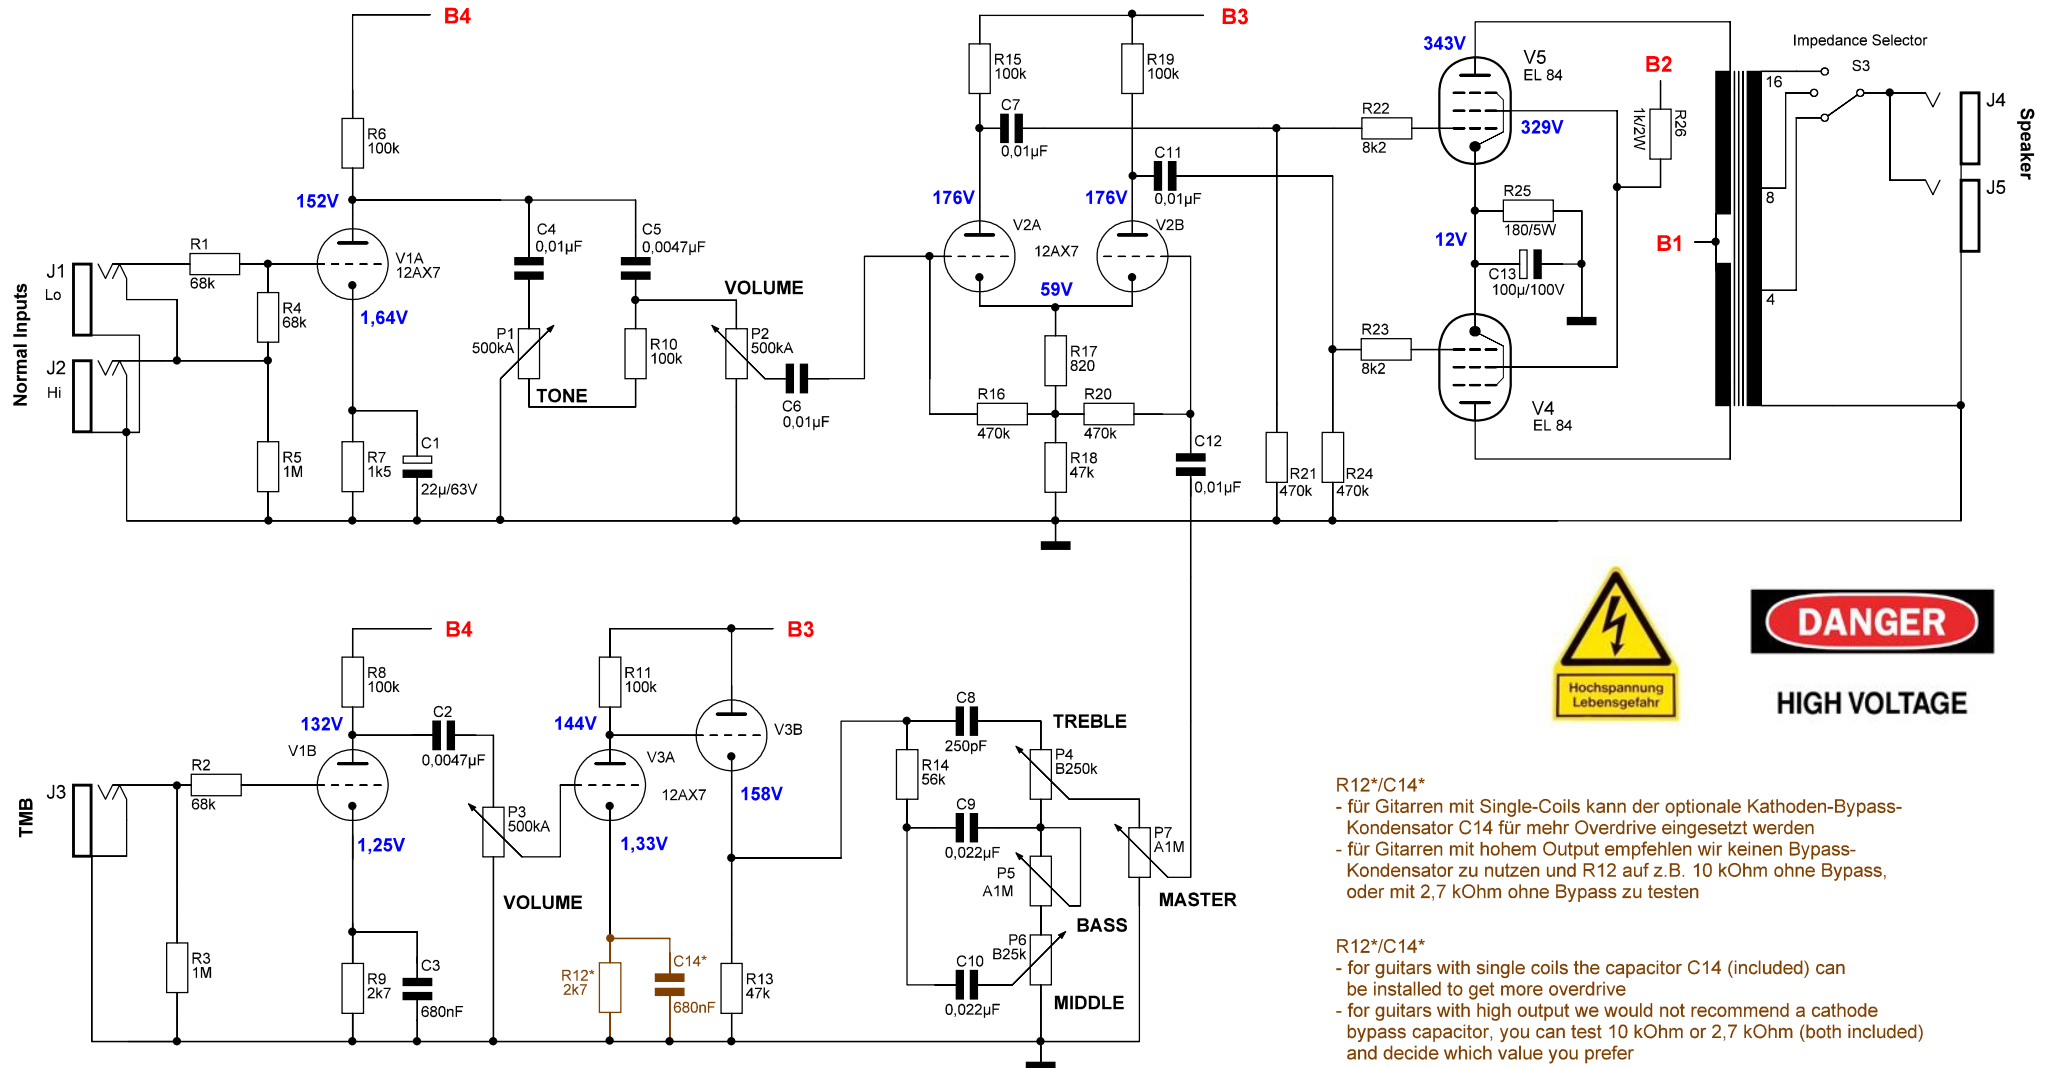 B4
B3
Impedance Selector
S3
343V
V5
EL 84
B2
R26
1k/2W
16
J4
Speaker
R15
100k
R19
100k
C7
0,01µF
R22
8k2
329V
R6
100k
C11
0,01µF
152V
176V
176V
V2A
V2B
12AX7
R25
180/5W
J5
8
12V
B1
C4
0,01µF
C5
0,0047µF
R1
68k
V1A
12AX7
J1
Lo
C13
100µ/100V
VOLUME
59V
4
R4
68k
1,64V
Normal Inputs
P1
500kA
R10
100k
P2
500kA
R17
820
R23
8k2
J2
Hi
TONE
C6
0,01µF
R16
470k
R20
470k
V4
EL 84
C1
22µ/63V
R5
1M
R7
1k5
R18
47k
C12
0,01µF
R21
470k
R24
470k
DANGER
HIGH VOLTAGE
Hochspannung
Lebensgefahr
B4
B3
R8
100k
R11
100k
132V
C2
0,0047µF
144V
V3B
V1B
V3A
12AX7
C8
250pF
TREBLE
P4
B250k
R14
56k
R2
68k
J3
TMB
158V
P3
500kA
C9
0,022µF
P7
A1M
1,25V
1,33V
P5
A1M
VOLUME
MASTER
BASS
P6
B25k
R3
1M
R9
2k7
C3
680nF
R12*
2k7
C14*
680nF
R13
47k
C10
0,022µF
MIDDLE
R12*/C14*
- für Gitarren mit Single-Coils kann der optionale Kathoden-Bypass-
Kondensator C14 für mehr Overdrive eingesetzt werden
- für Gitarren mit hohem Output empfehlen wir keinen Bypass-
Kondensator zu nutzen und R12 auf z.B. 10 kOhm ohne Bypass,
oder mit 2,7 kOhm ohne Bypass zu testen
R12*/C14*
- for guitars with single coils the capacitor C14 (included) can
be installed to get more overdrive
- for guitars with high output we would not recommend a cathode
bypass capacitor, you can test 10 kOhm or 2,7 kOhm (both included)
and decide which value you prefer